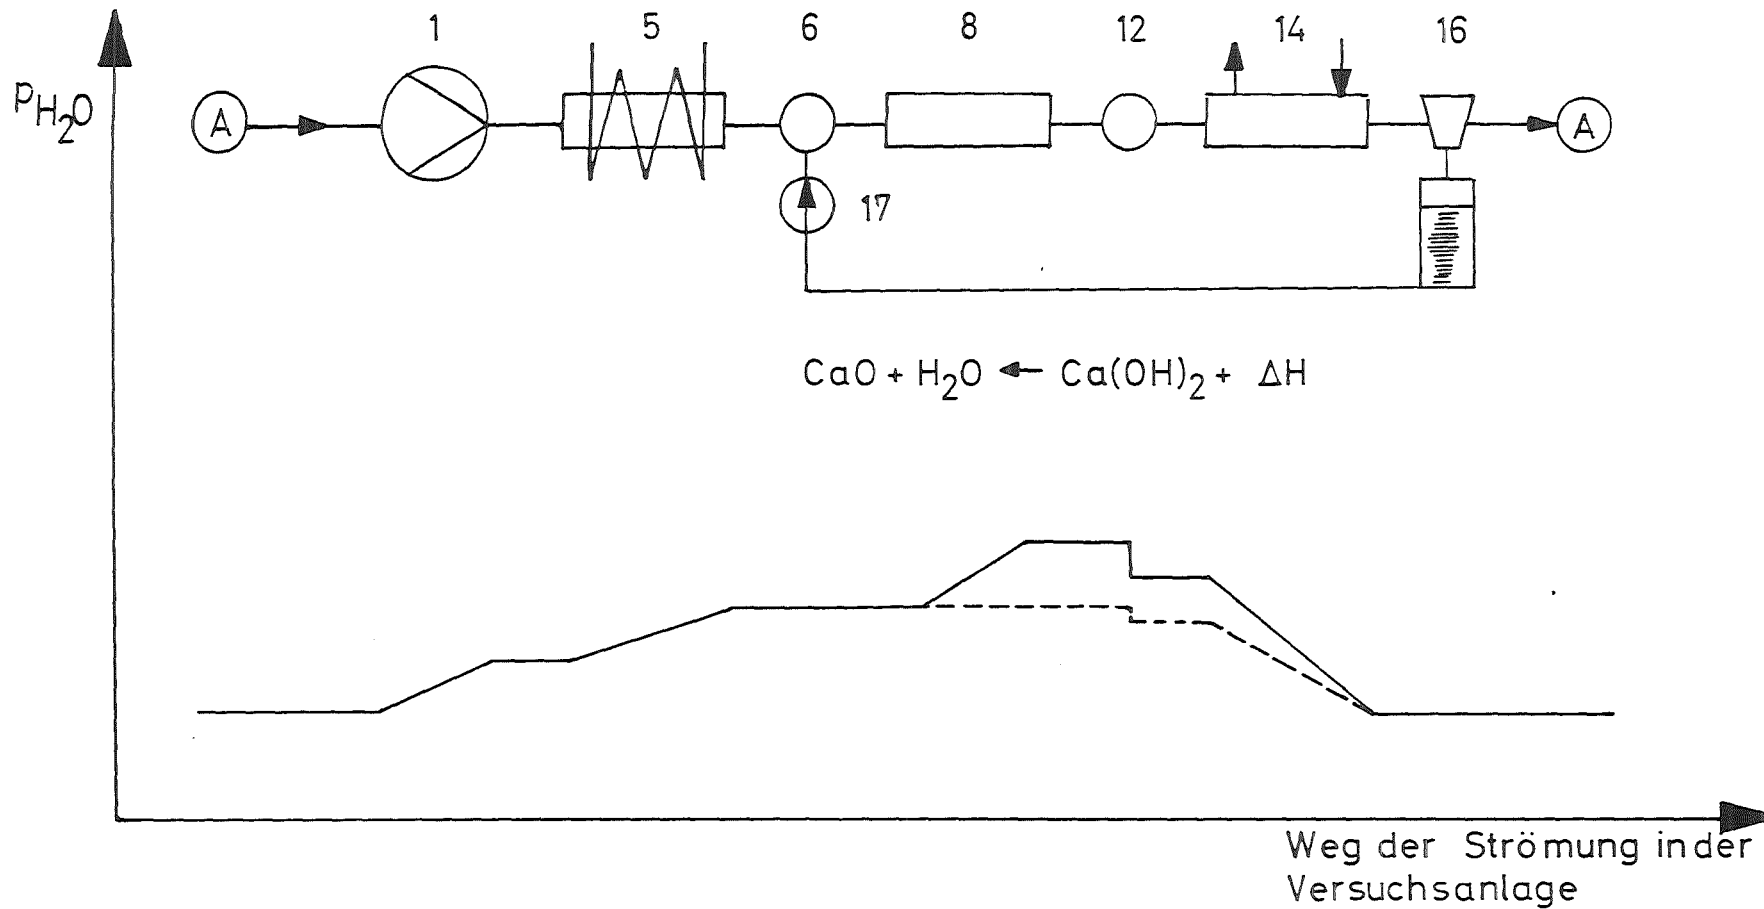 1 5 6 8 12 14 16
pH₂O
A A
17
CaO + H₂O ← Ca(OH)₂ + ΔH
Weg der Strömung in der
Versuchsanlage